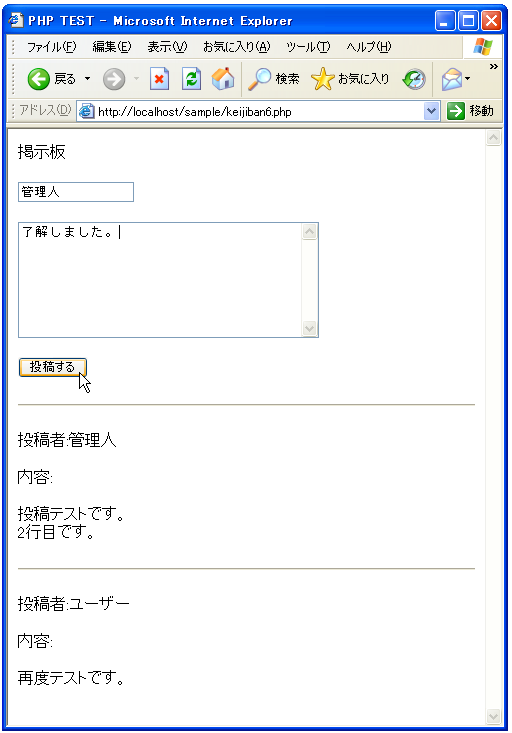 PHP TEST - Microsoft Internet Explorer
ファイル(F) 編集(E) 表示(V) お気に入り(A) ツール(T) ヘルプ(H)
戻る 検索 お気に入り »
アドレス(D) http://localhost/sample/keijiban6.php 移動
掲示板
管理人
了解しました。
投稿する
投稿者:管理人
内容:
投稿テストです。
2行目です。
投稿者:ユーザー
内容:
再度テストです。